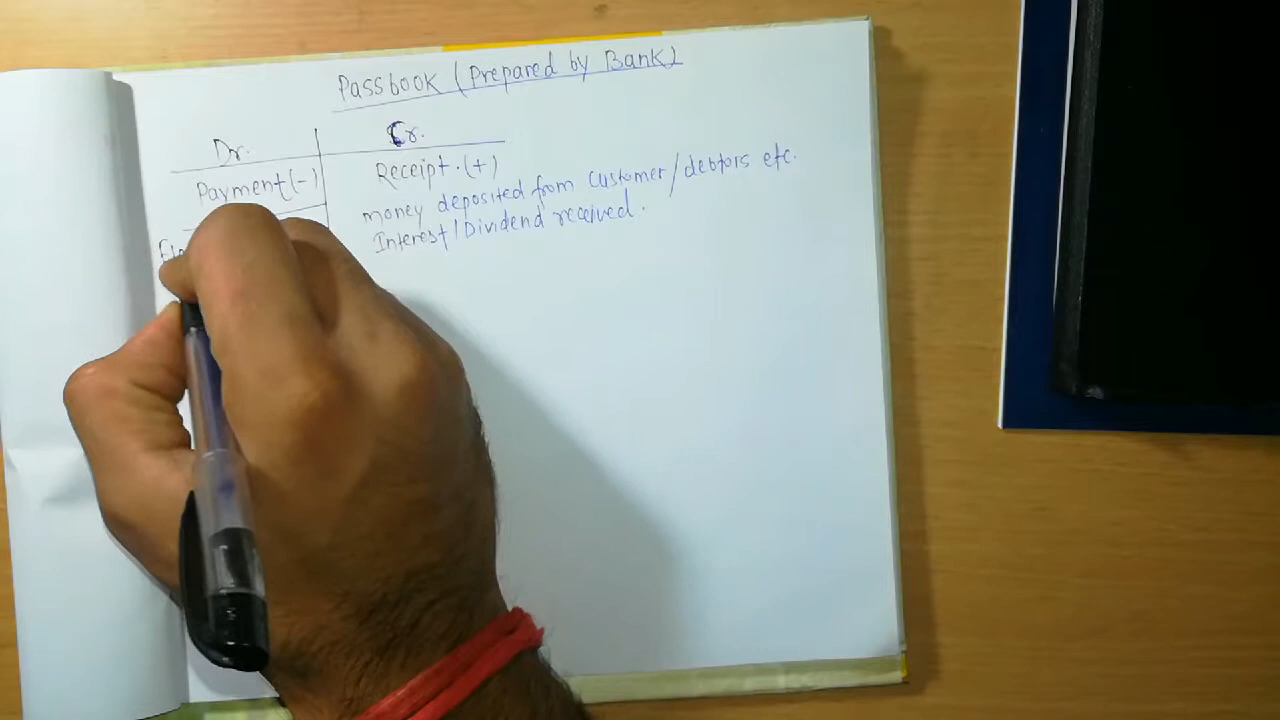 Passbook (Prepared by Bank)
Dr. Cr.
Payment(-) Receipt.(+)
money deposited from customer/debtors etc.
Interest/Dividend received.